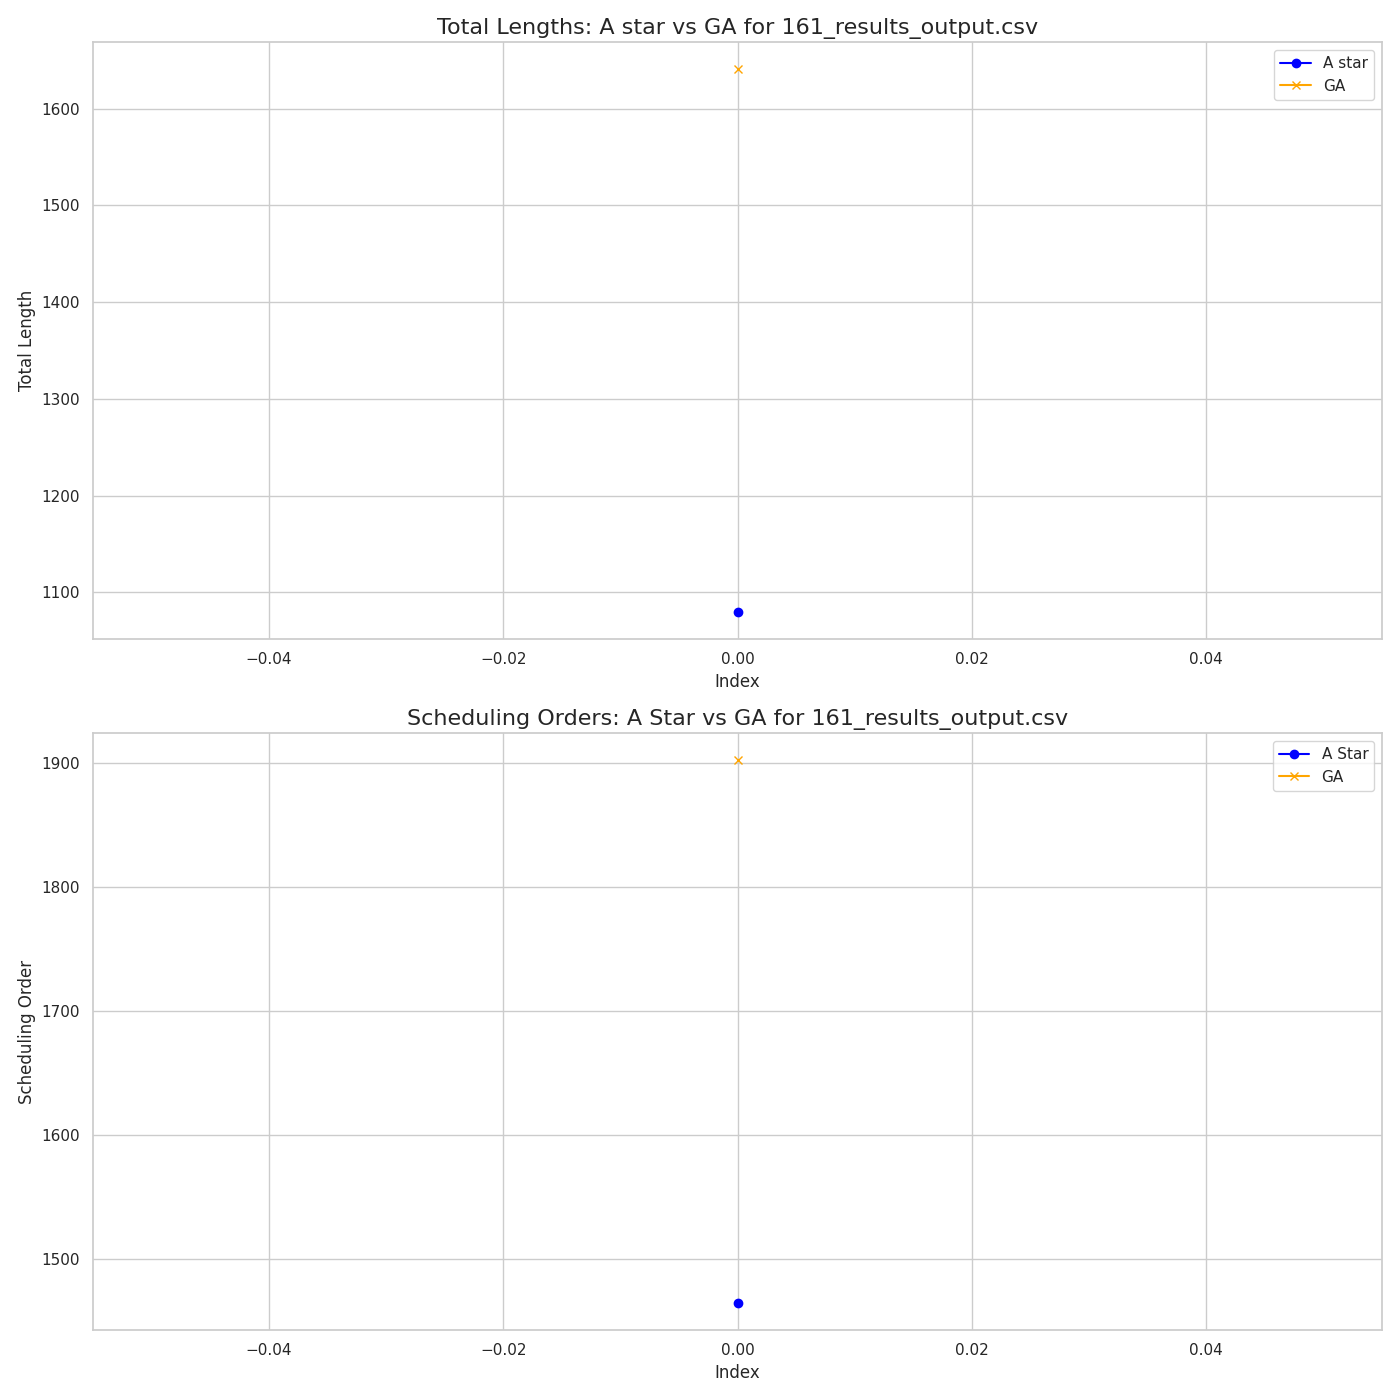 Total Lengths: A star vs GA for 161_results_output.csv
A star
GA
1600
1500
1400
1300
1200
1100
Total Length
−0.04
−0.02
0.00
0.02
0.04
Index
Scheduling Orders: A Star vs GA for 161_results_output.csv
A Star
GA
1900
1800
1700
1600
1500
Scheduling Order
−0.04
−0.02
0.00
0.02
0.04
Index